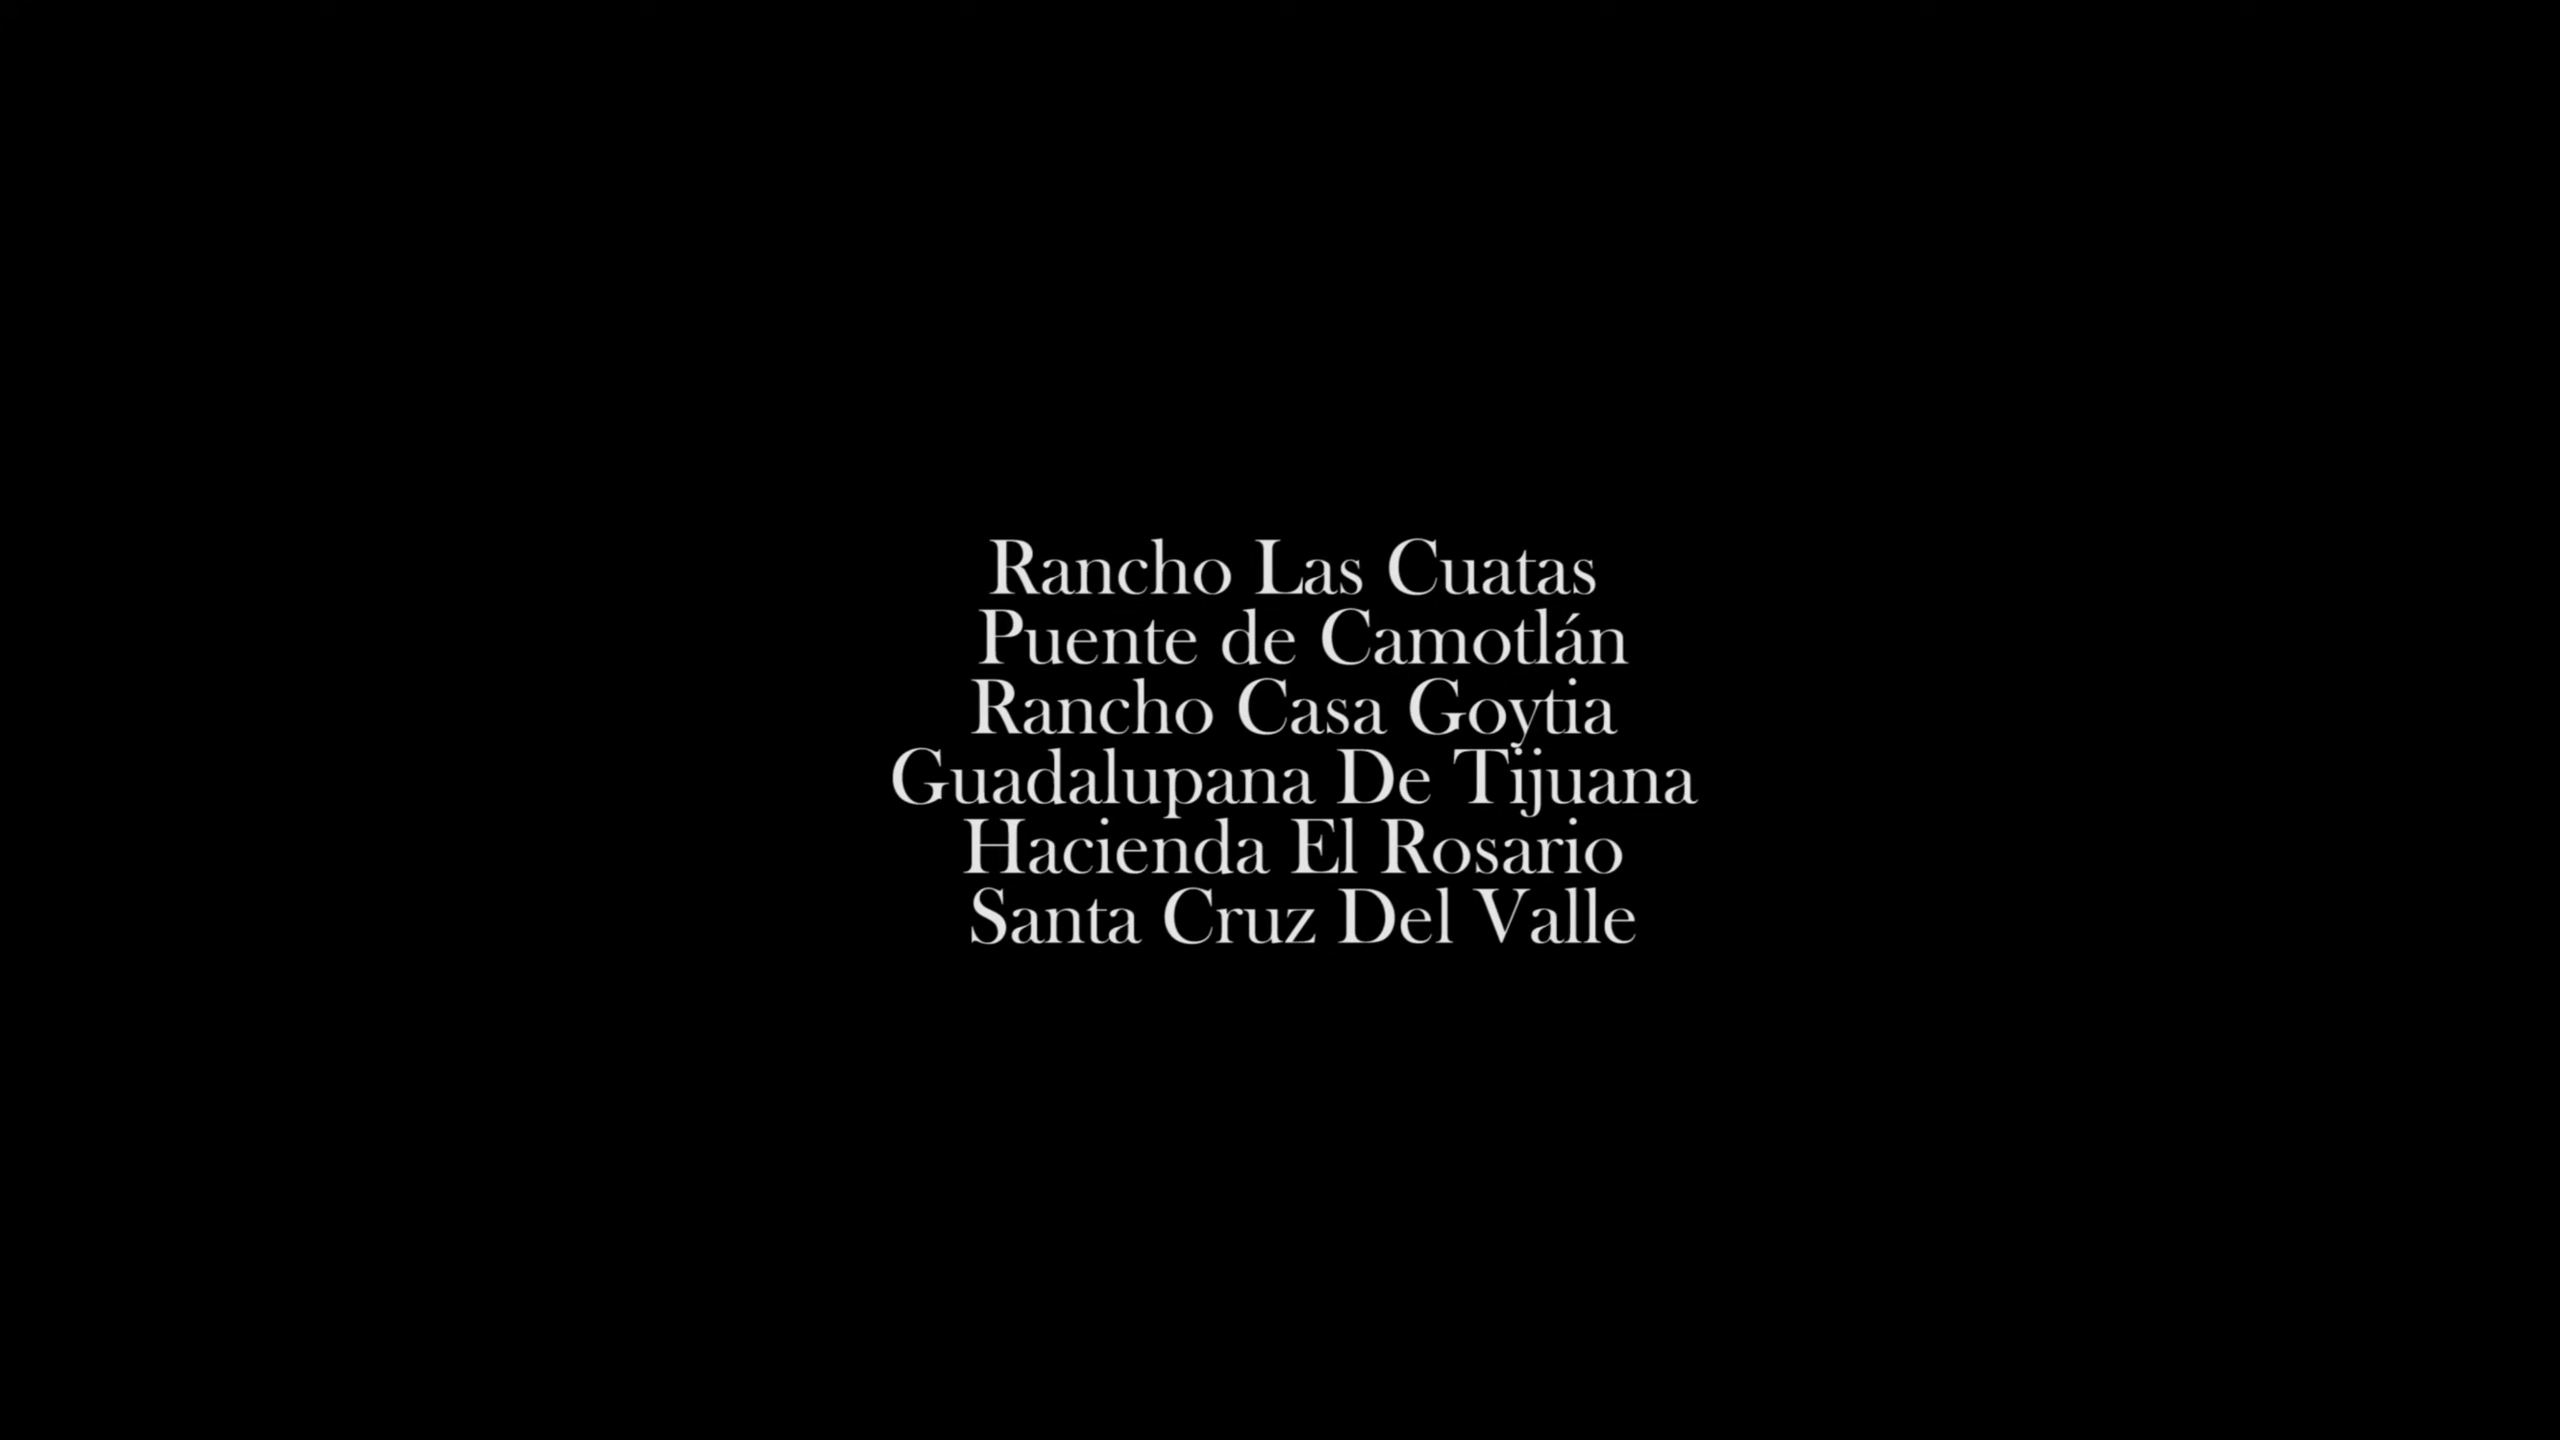 Rancho Las Cuatas
Puente de Camotlán
Rancho Casa Goytia
Guadalupana De Tijuana
Hacienda El Rosario
Santa Cruz Del Valle